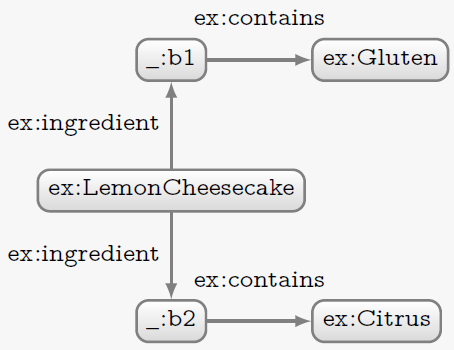 ex:contains
_:b1
ex:Gluten
ex:ingredient
ex:LemonCheesecake
ex:ingredient
ex:contains
_:b2
ex:Citrus